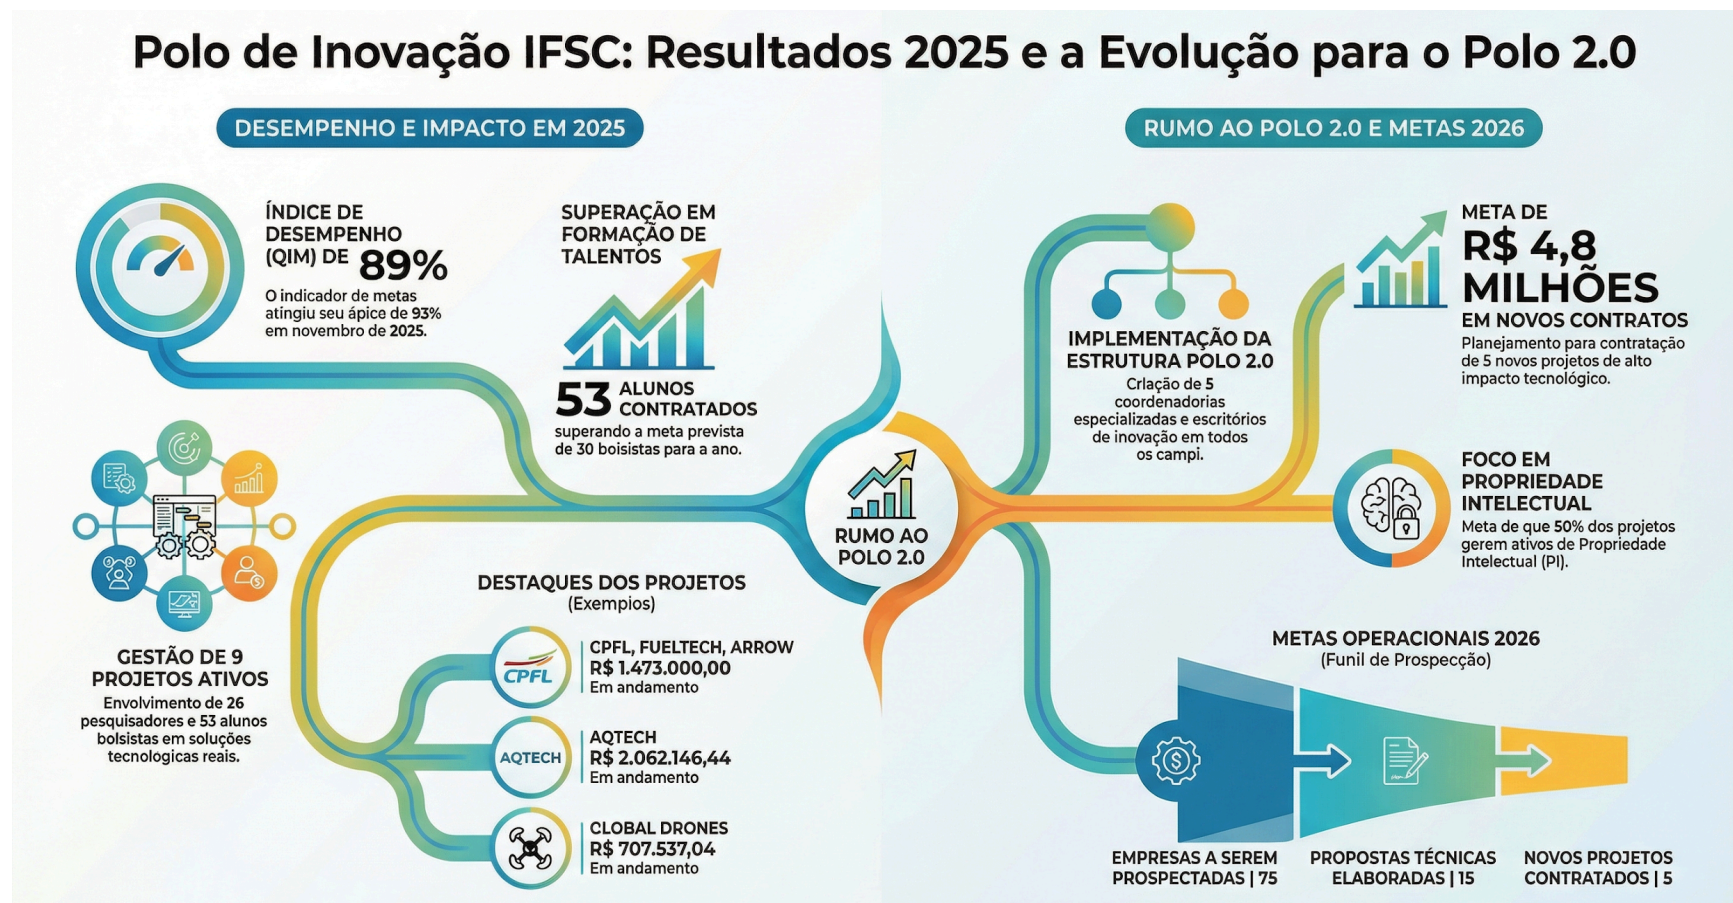 Polo de Inovação IFSC: Resultados 2025 e a Evolução para o Polo 2.0
DESEMPENHO E IMPACTO EM 2025
ÍNDICE DE
DESEMPENHO
(QIM) DE 89%
O indicador de metas
atingiu seu ápice de 93%
em novembro de 2025.
SUPERAÇÃO EM
FORMAÇÃO DE
TALENTOS
53 ALUNOS
CONTRATADOS
superando a meta prevista
de 30 boisistas para a ano.
GESTÃO DE 9
PROJETOS ATIVOS
Envolvimento de 26
pesquisadores e 53 alunos
bolsistas em soluções
tecnológicas reais.
DESTAQUES DOS PROJETOS
(Exempios)
CPFL
CPFL, FUELTECH, ARROW
R$ 1.473.000,00
Em andamento
AQTECH
AQTECH
R$ 2.062.146,44
Em andamento
CLOBAL DRONES
R$ 707.537,04
Em andamento
RUMO AO
POLO 2.0
RUMO AO POLO 2.0 E METAS 2026
IMPLEMENTAÇÃO DA
ESTRUTURA POLO 2.0
Crlação de 5
coordenadorias
especializadas e escritórios
de inovação em todos
os campi.
META DE
R$ 4,8
MILHÕES
EM NOVOS CONTRATOS
Planejamento para contratação
de 5 novos projetos de alto
impacto tecnológico.
FOCO EM
PROPRIEDADE
INTELECTUAL
Meta de que 50% dos projetos
gerem ativos de Propriedade
Intelectual (PI).
METAS OPERACIONAIS 2026
(Funil de Prospecção)
EMPRESAS A SEREM
PROSPECTADAS | 75
PROPOSTAS TÉCNICAS
ELABORADAS | 15
NOVOS PROJETOS
CONTRATADOS | 5